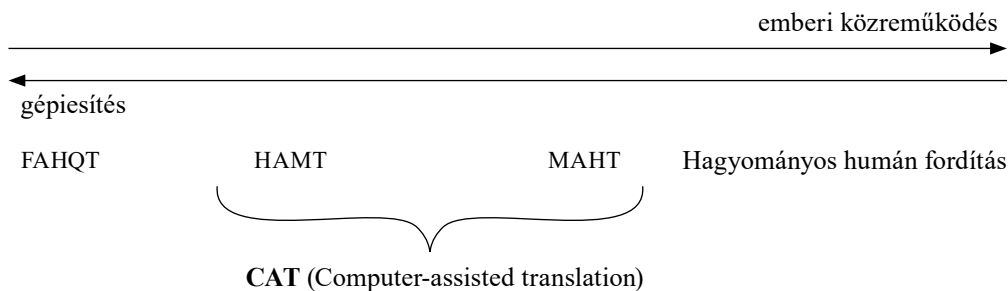 emberi közreműködés
gépiesítés
FAHQT HAMT MAHT Hagyományos humán fordítás
CAT (Computer-assisted translation)